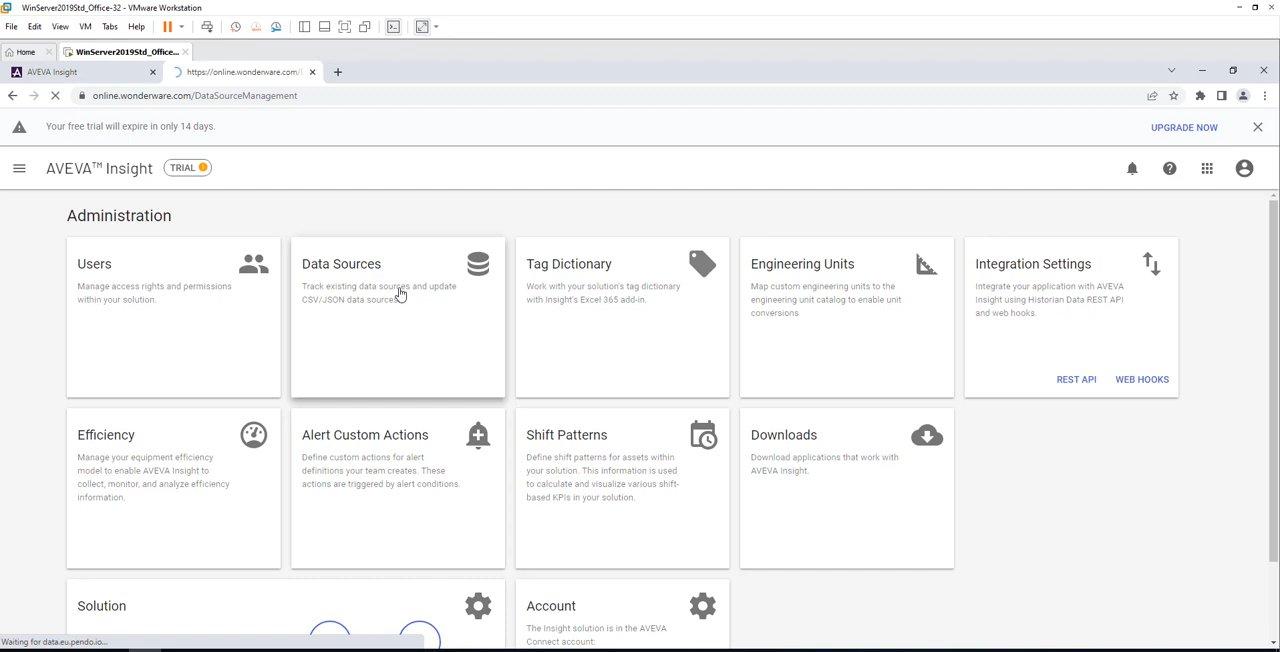 WinServer2019Std_Office-32 - VMware Workstation
File Edit View VM Tabs Help
Home WinServer2019Std_Office...
AVEVA Insight https://online.wonderware.com/
online.wonderware.com/DataSourceManagement
Your free trial will expire in only 14 days. UPGRADE NOW
AVEVA™ Insight TRIAL
Administration
Users
Manage access rights and permissions
within your solution.
Data Sources
Track existing data sources and update
CSV/JSON data sources
Tag Dictionary
Work with your solution's tag dictionary
with Insight's Excel 365 add-in.
Engineering Units
Map custom engineering units to the
engineering unit catalog to enable unit
conversions
Integration Settings
Integrate your application with AVEVA
Insight using Historian Data REST API
and web hooks.
REST API WEB HOOKS
Efficiency
Manage your equipment efficiency
model to enable AVEVA Insight to
collect, monitor, and analyze efficiency
information.
Alert Custom Actions
Define custom actions for alert
definitions your team creates. These
actions are triggered by alert conditions.
Shift Patterns
Define shift patterns for assets within
your solution. This information is used
to calculate and visualize various shift-
based KPIs in your solution.
Downloads
Download applications that work with
AVEVA Insight.
Solution
Account
The Insight solution is in the AVEVA
Connect account:
Waiting for data.eu.pendo.io...